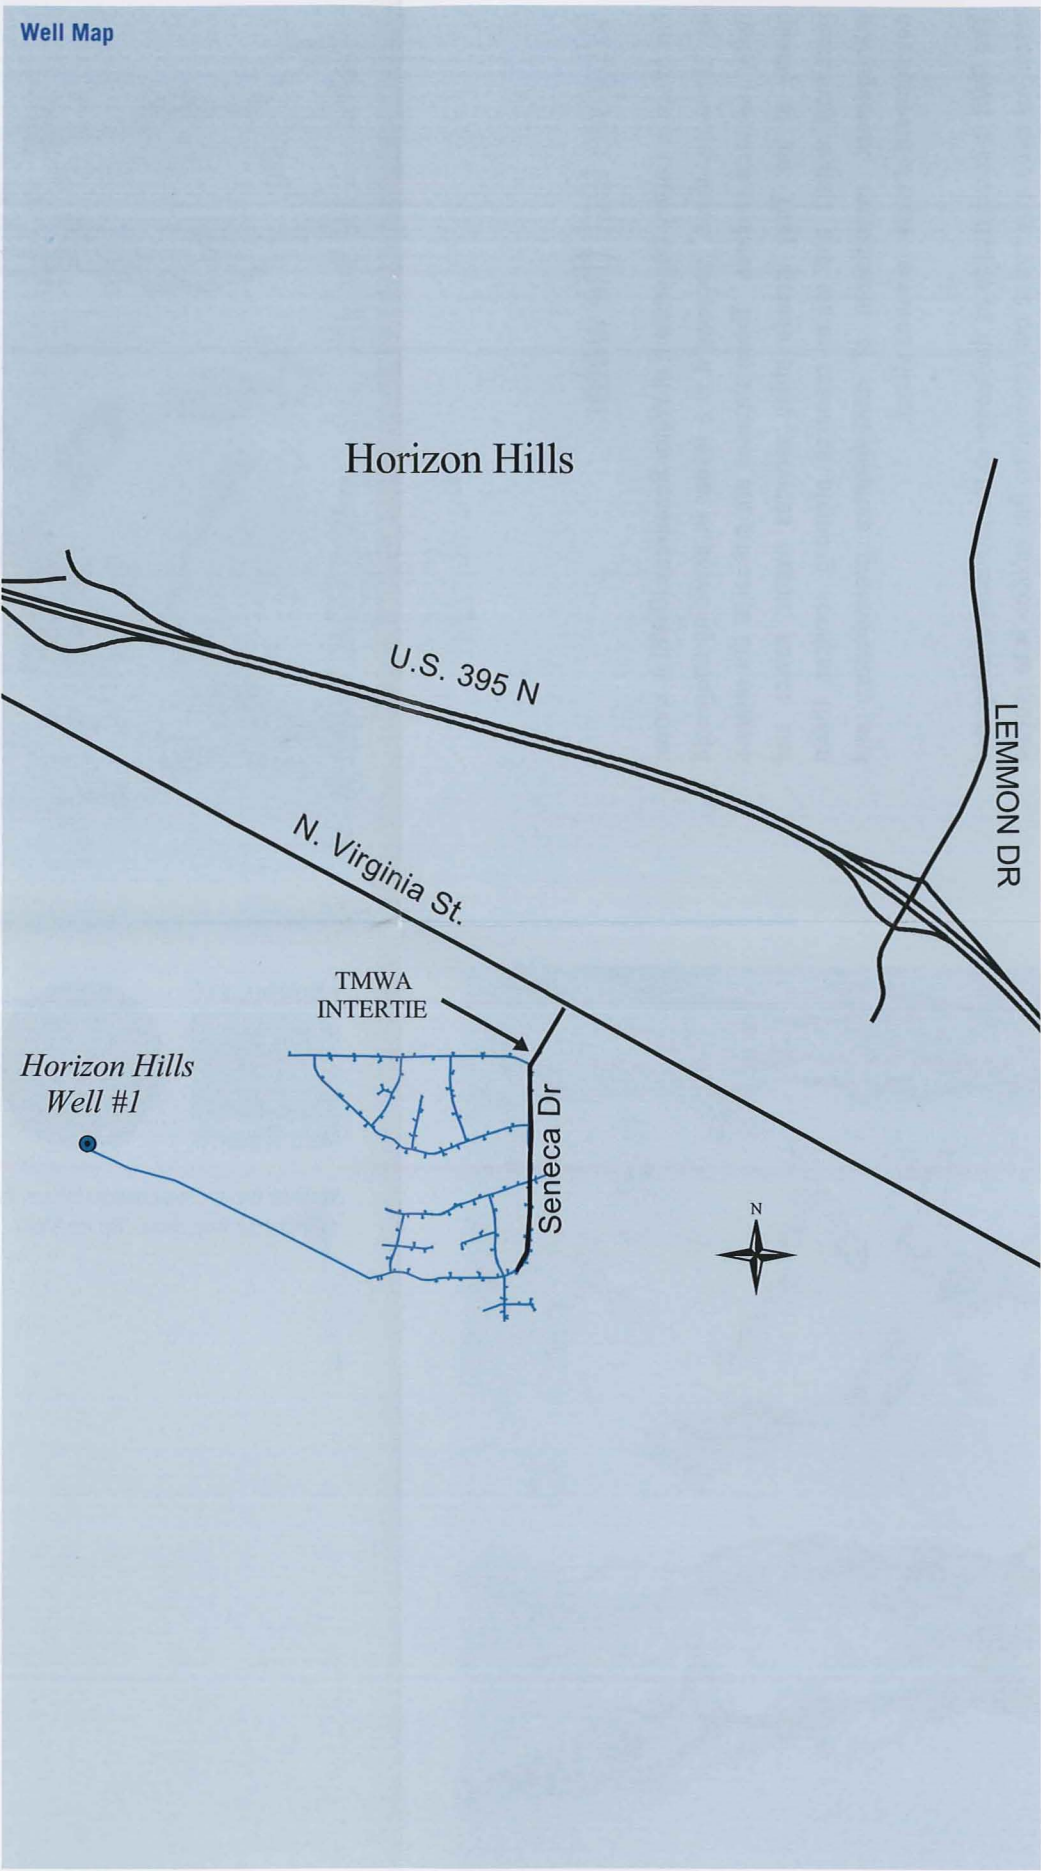 Well Map
Horizon Hills
U.S. 395 N
LEMMON DR
N. Virginia St.
TMWA
INTERTIE
Horizon Hills
Well #1
Seneca Dr
N